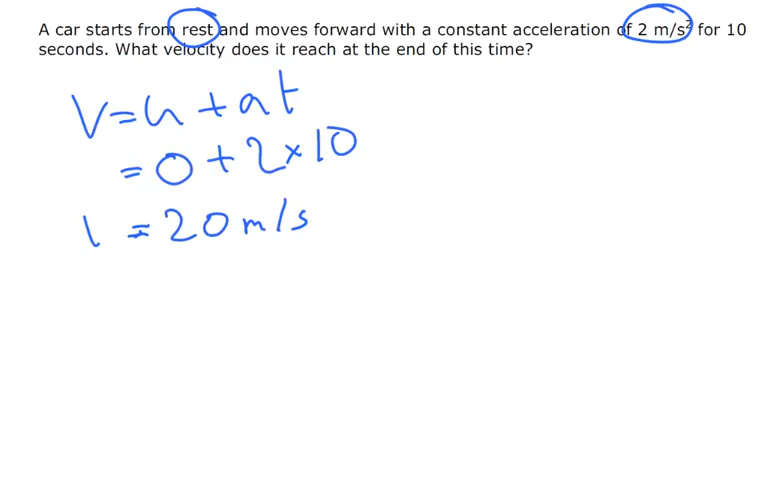 A car starts from rest and moves forward with a constant acceleration of 2 m/s² for 10
seconds. What velocity does it reach at the end of this time?
V = u + at
= 0 + 2 × 10
= 20 m/s